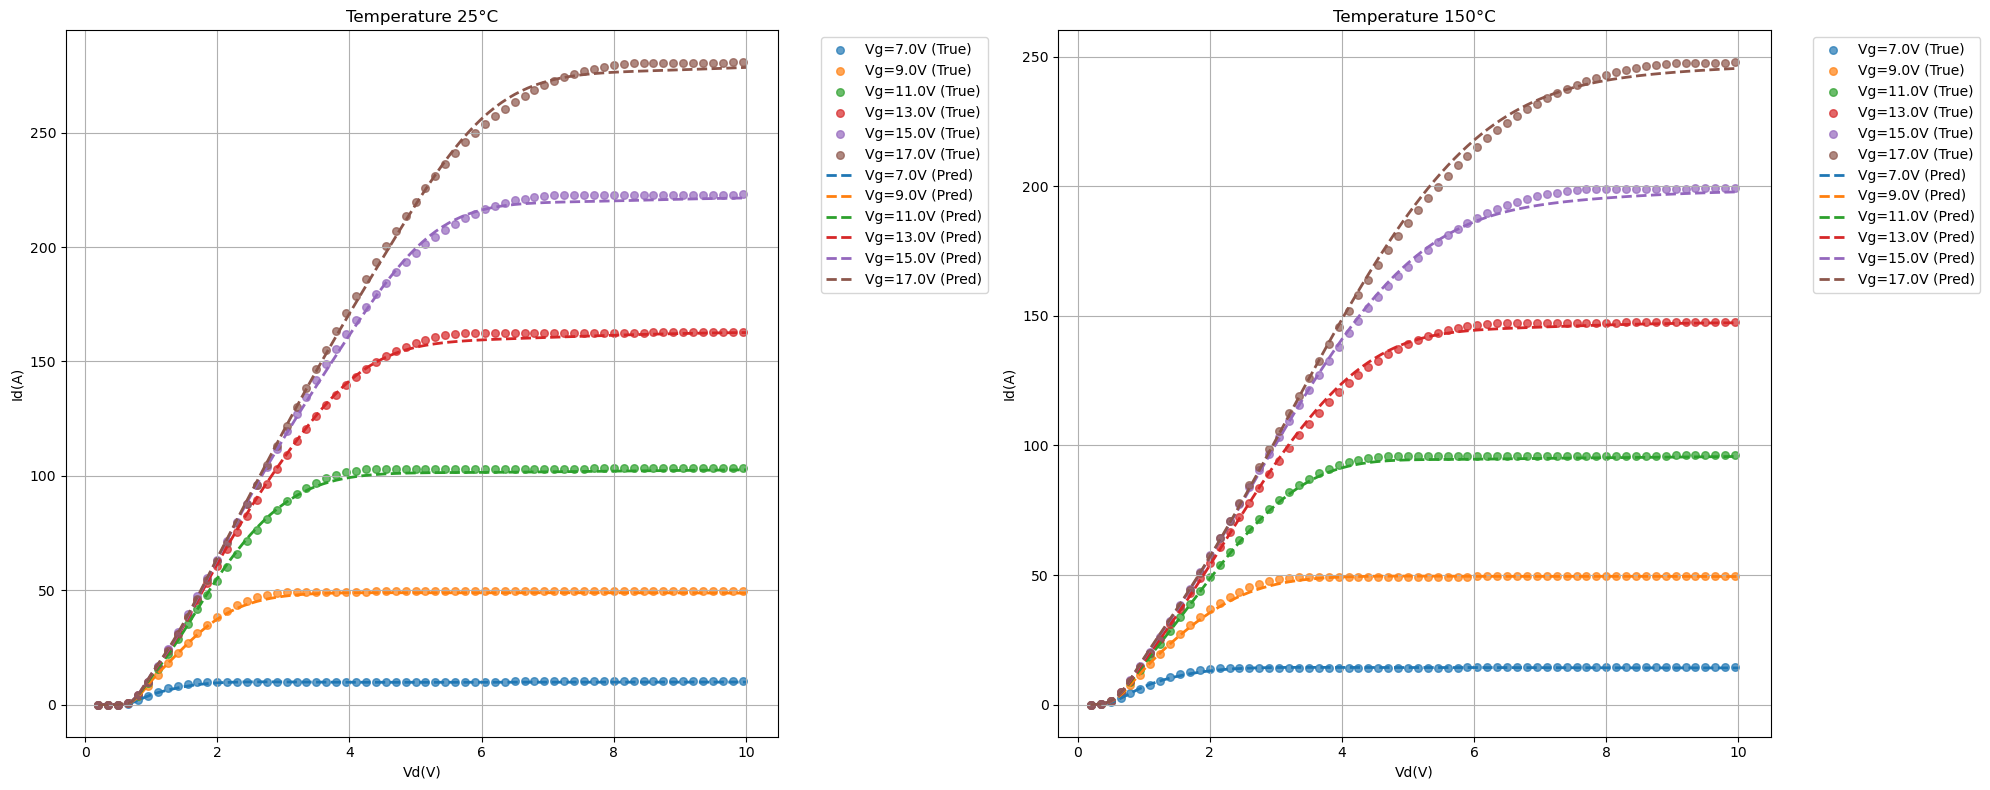 Temperature 25°C
250
200
150
100
50
0
Id(A)
0 2 4 6 8 10
Vd(V)
Vg=7.0V (True)
Vg=9.0V (True)
Vg=11.0V (True)
Vg=13.0V (True)
Vg=15.0V (True)
Vg=17.0V (True)
Vg=7.0V (Pred)
Vg=9.0V (Pred)
Vg=11.0V (Pred)
Vg=13.0V (Pred)
Vg=15.0V (Pred)
Vg=17.0V (Pred)
Temperature 150°C
250
200
150
100
50
0
Id(A)
0 2 4 6 8 10
Vd(V)
Vg=7.0V (True)
Vg=9.0V (True)
Vg=11.0V (True)
Vg=13.0V (True)
Vg=15.0V (True)
Vg=17.0V (True)
Vg=7.0V (Pred)
Vg=9.0V (Pred)
Vg=11.0V (Pred)
Vg=13.0V (Pred)
Vg=15.0V (Pred)
Vg=17.0V (Pred)